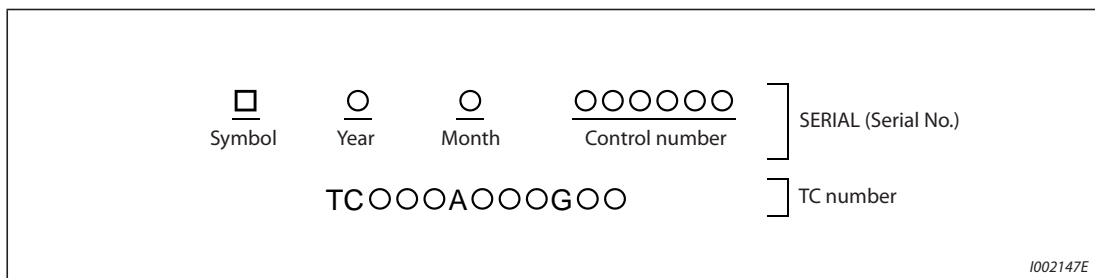 □ ○ ○ ○○○○○○
Symbol Year Month Control number
SERIAL (Serial No.)
TC○○○A○○○G○○
TC number
I002147E